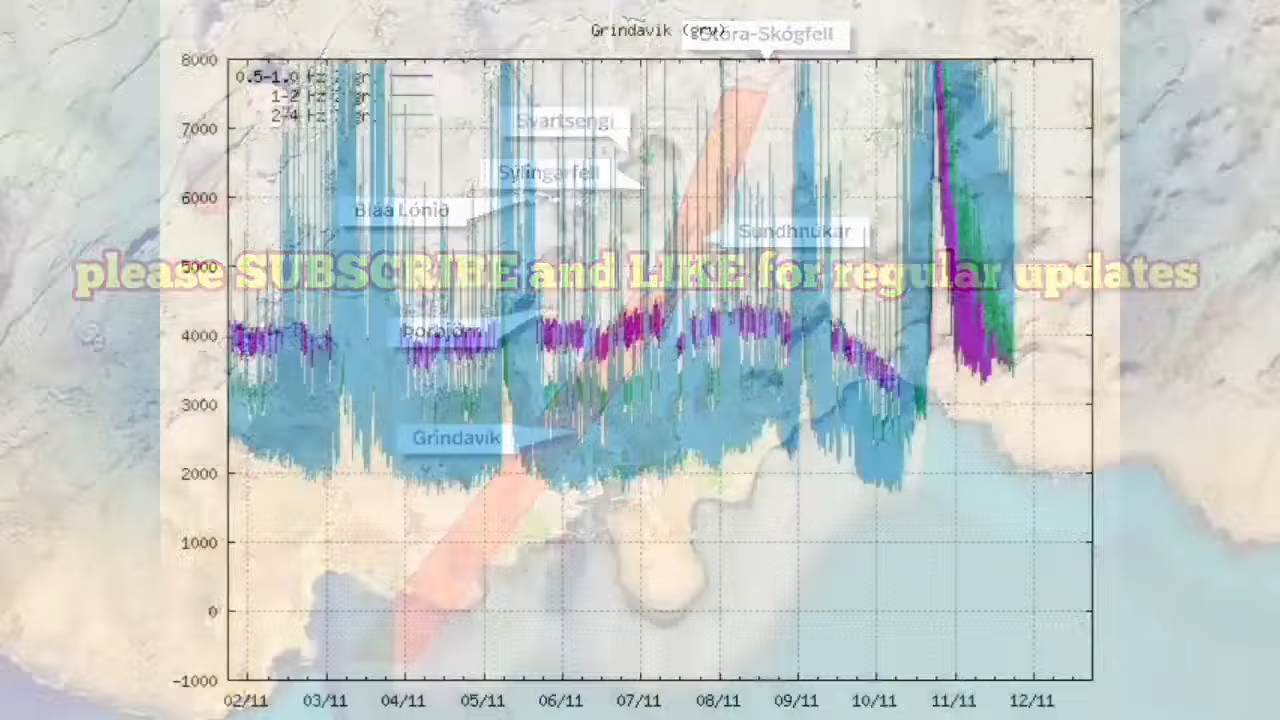 Grindavik (grv)
Stóra-Skógfell
8000
0.5-1.0 Hz
1-2 Hz
2-4 Hz
7000
Svartsengi
Sýlingarfell
6000
Bláa Lónið
Sundhnúkar
5000
please SUBSCRIBE and LIKE for regular updates
4000
Þorbjörn
3000
Grindavík
2000
1000
0
-1000
02/11 03/11 04/11 05/11 06/11 07/11 08/11 09/11 10/11 11/11 12/11